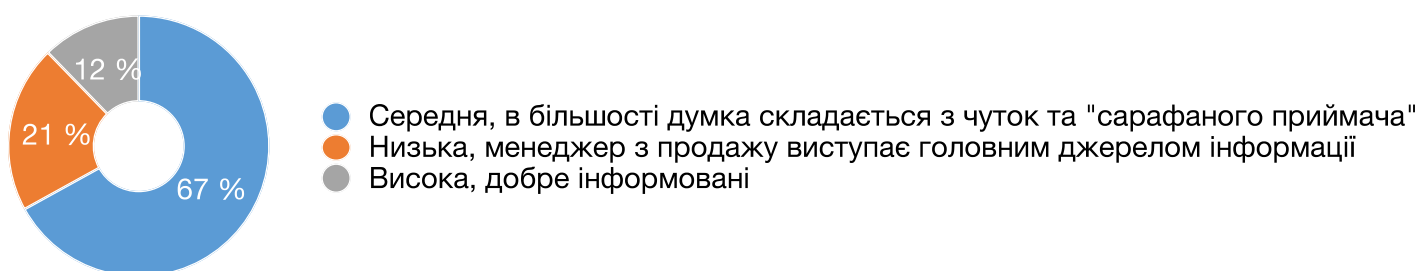 12 %
21 %
67 %
Середня, в більшості думка складається з чуток та "сарафаного приймача"
Низька, менеджер з продажу виступає головним джерелом інформації
Висока, добре інформовані